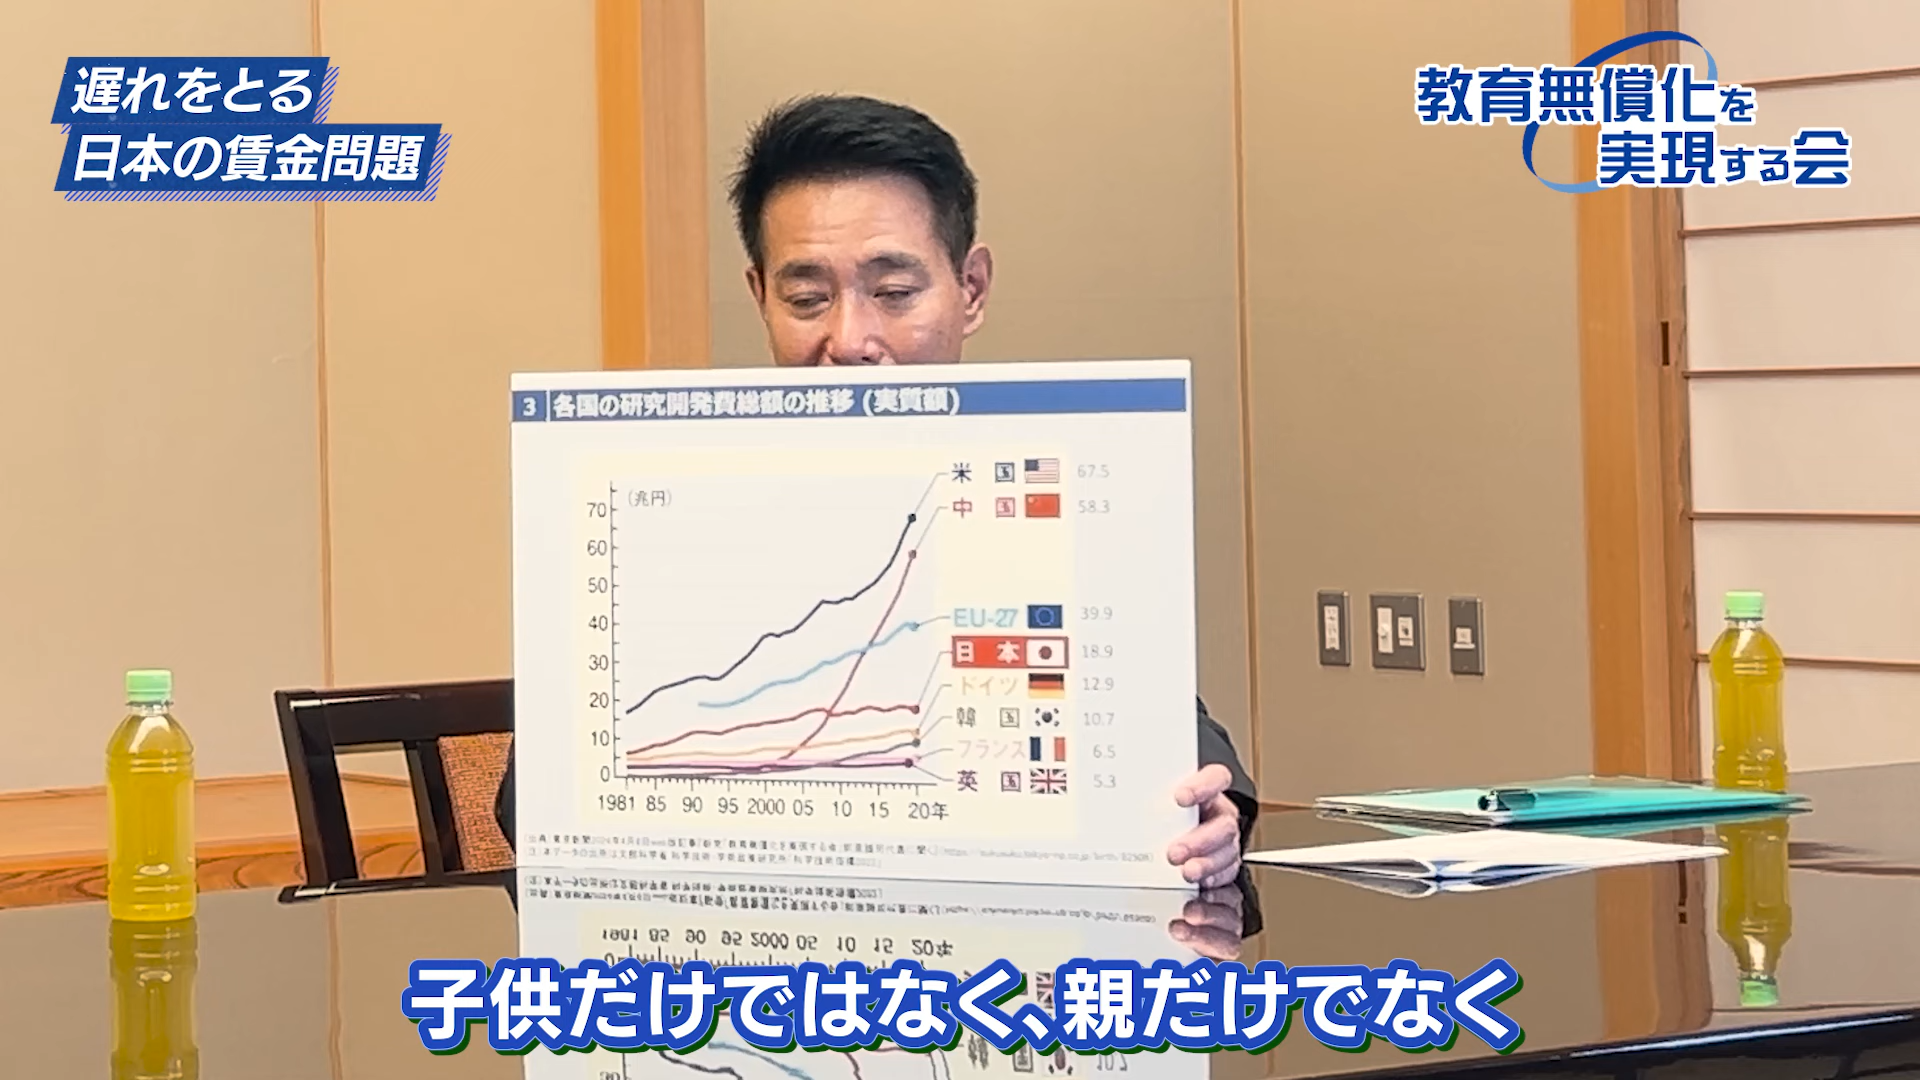 遅れをとる
日本の賃金問題
教育無償化を
実現する会
3 各国の研究開発費総額の推移 (実質額)
(兆円)
70
60
50
40
30
20
10
0
1981 85 90 95 2000 05 10 15 20年
米国 67.5
中国 58.3
EU-27 39.9
日本 18.9
ドイツ 12.9
韓国 10.7
フランス 6.5
英国 5.3
子供だけではなく、親だけでなく